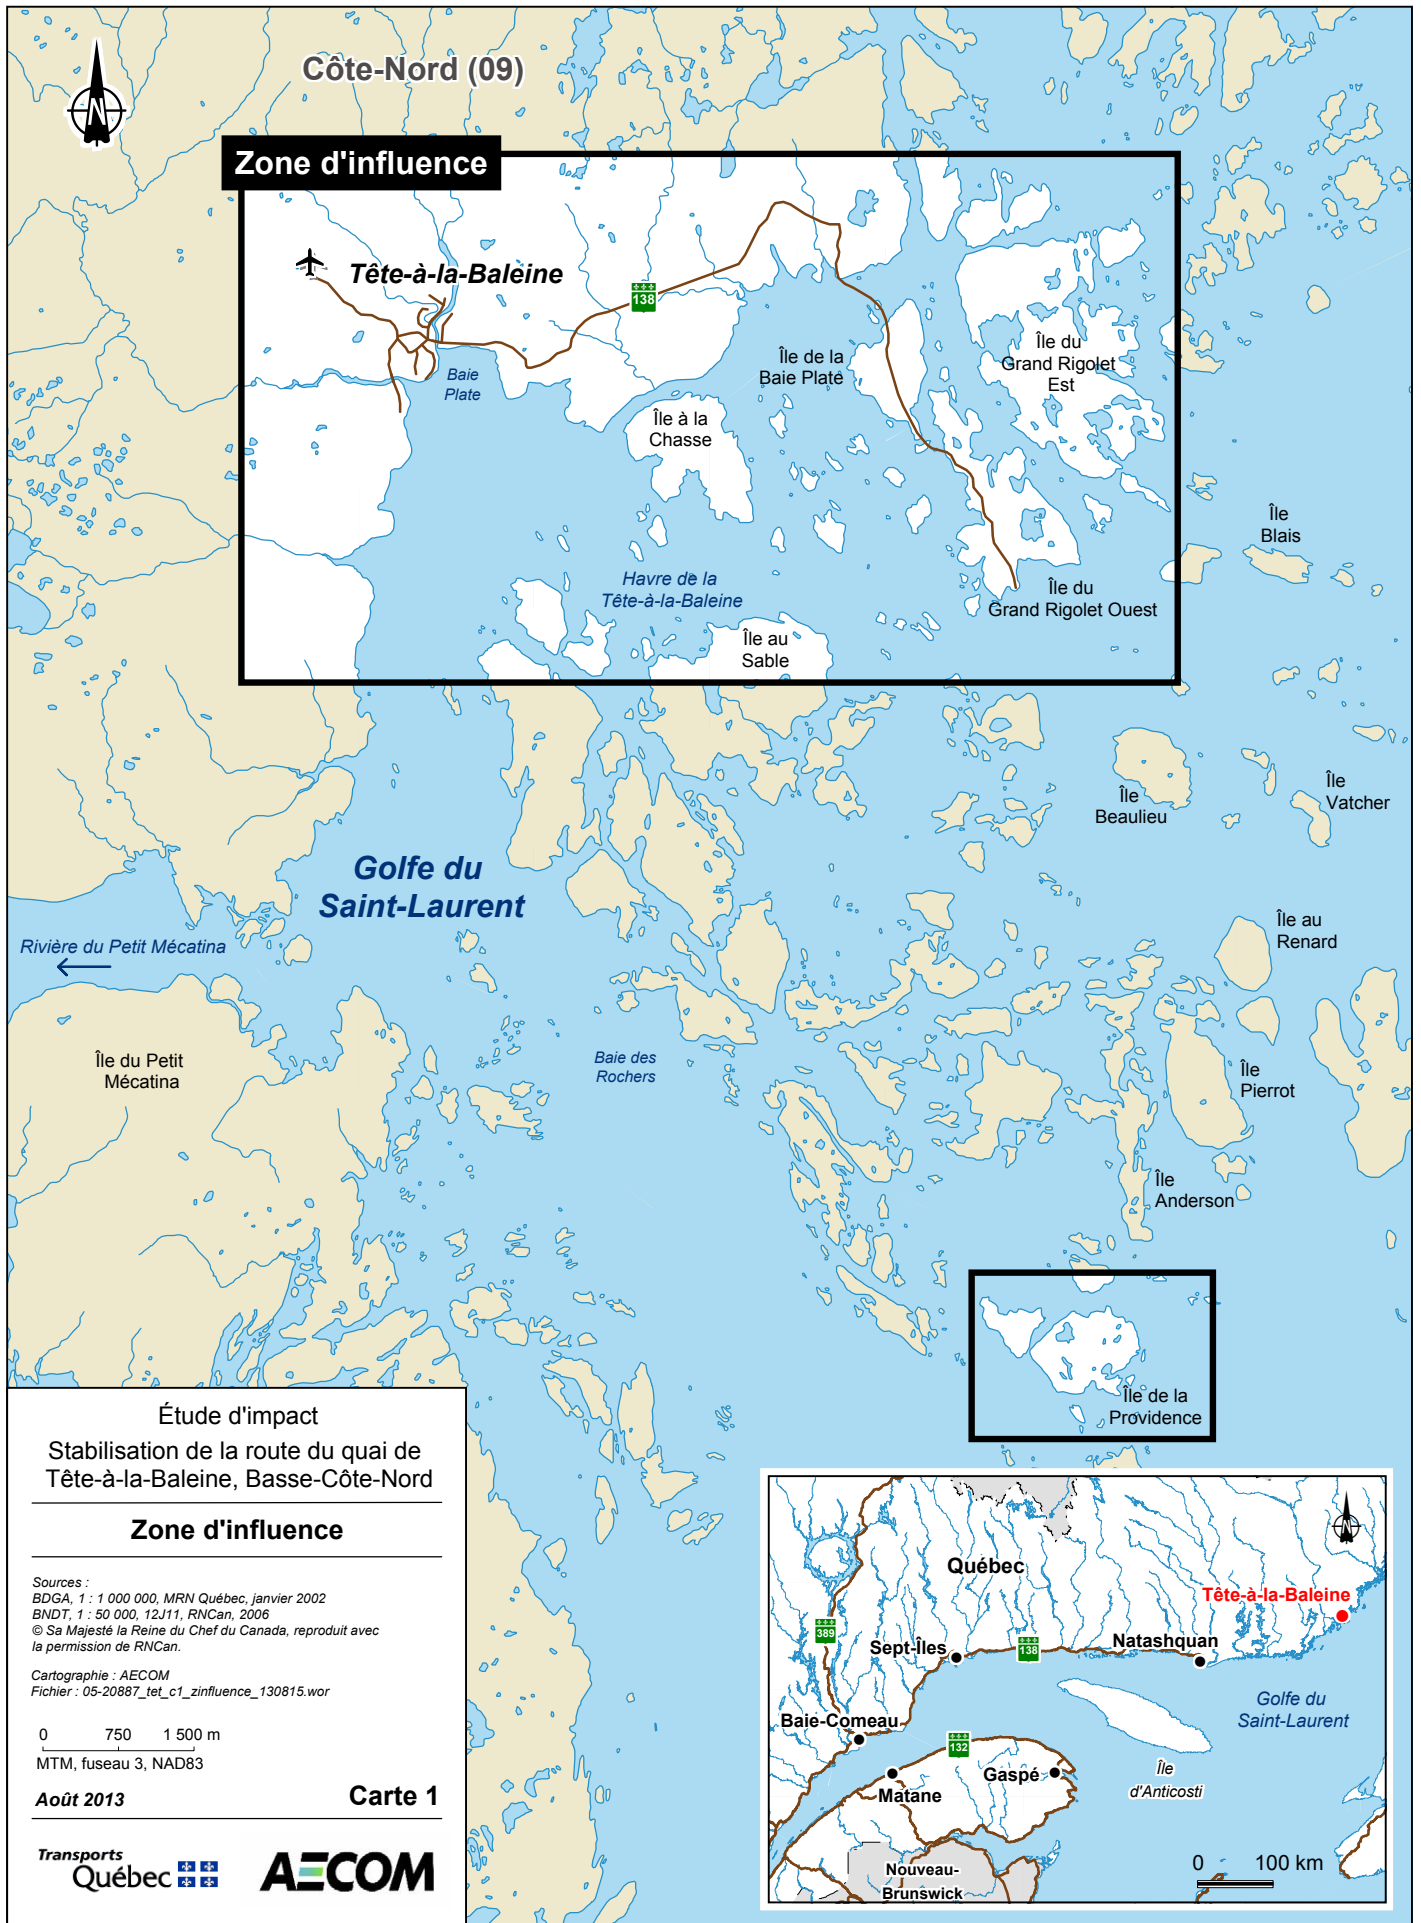 Côte-Nord (09)
N
Zone d'influence
Tête-à-la-Baleine
138
Baie
Plate
Île de la
Baie Plate
Île du
Grand Rigolet
Est
Île à la
Chasse
Île
Blais
Havre de la
Tête-à-la-Baleine
Île du
Grand Rigolet Ouest
Île au
Sable
Île
Beaulieu
Île
Vatcher
Golfe du
Saint-Laurent
Île au
Renard
Rivière du Petit Mécatina
Île du Petit
Mécatina
Baie des
Rochers
Île
Pierrot
Île
Anderson
Île de la
Providence
Étude d'impact
Stabilisation de la route du quai de
Tête-à-la-Baleine, Basse-Côte-Nord
Zone d'influence
Sources :
BDGA, 1 : 1 000 000, MRN Québec, janvier 2002
BNDT, 1 : 50 000, 12J11, RNCan, 2006
© Sa Majesté la Reine du Chef du Canada, reproduit avec
la permission de RNCan.
Cartographie : AECOM
Fichier : 05-20887_tet_c1_zinfluence_130815.wor
0 750 1 500 m
MTM, fuseau 3, NAD83
Août 2013
Carte 1
Transports
Québec
AECOM
N
Québec
Tête-à-la-Baleine
389
Sept-Îles
138
Natashquan
Golfe du
Saint-Laurent
Baie-Comeau
132
Gaspé
Matane
Île
d'Anticosti
Nouveau-
Brunswick
0 100 km